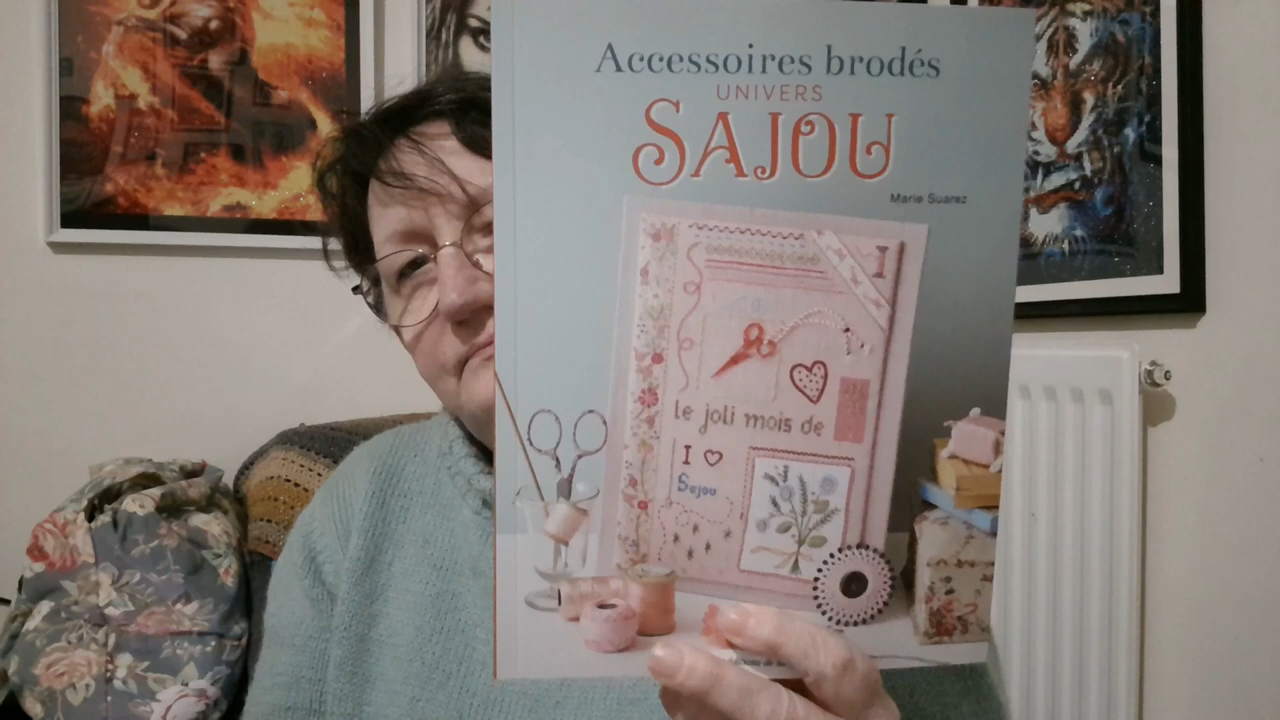 Accessoires brodés
UNIVERS
SAJOU
Marie Suarez
I
le joli mois de
I
Sajou